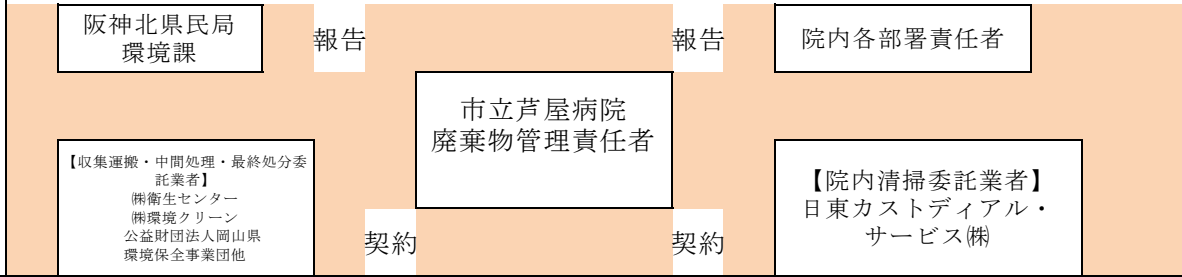 阪神北県民局
環境課
報告
報告
院内各部署責任者
市立芦屋病院
廃棄物管理責任者
【収集運搬・中間処理・最終処分委
託業者】
㈱衛生センター
㈱環境クリーン
公益財団法人岡山県
環境保全事業団他
契約
契約
【院内清掃委託業者】
日東カストディアル・
サービス㈱